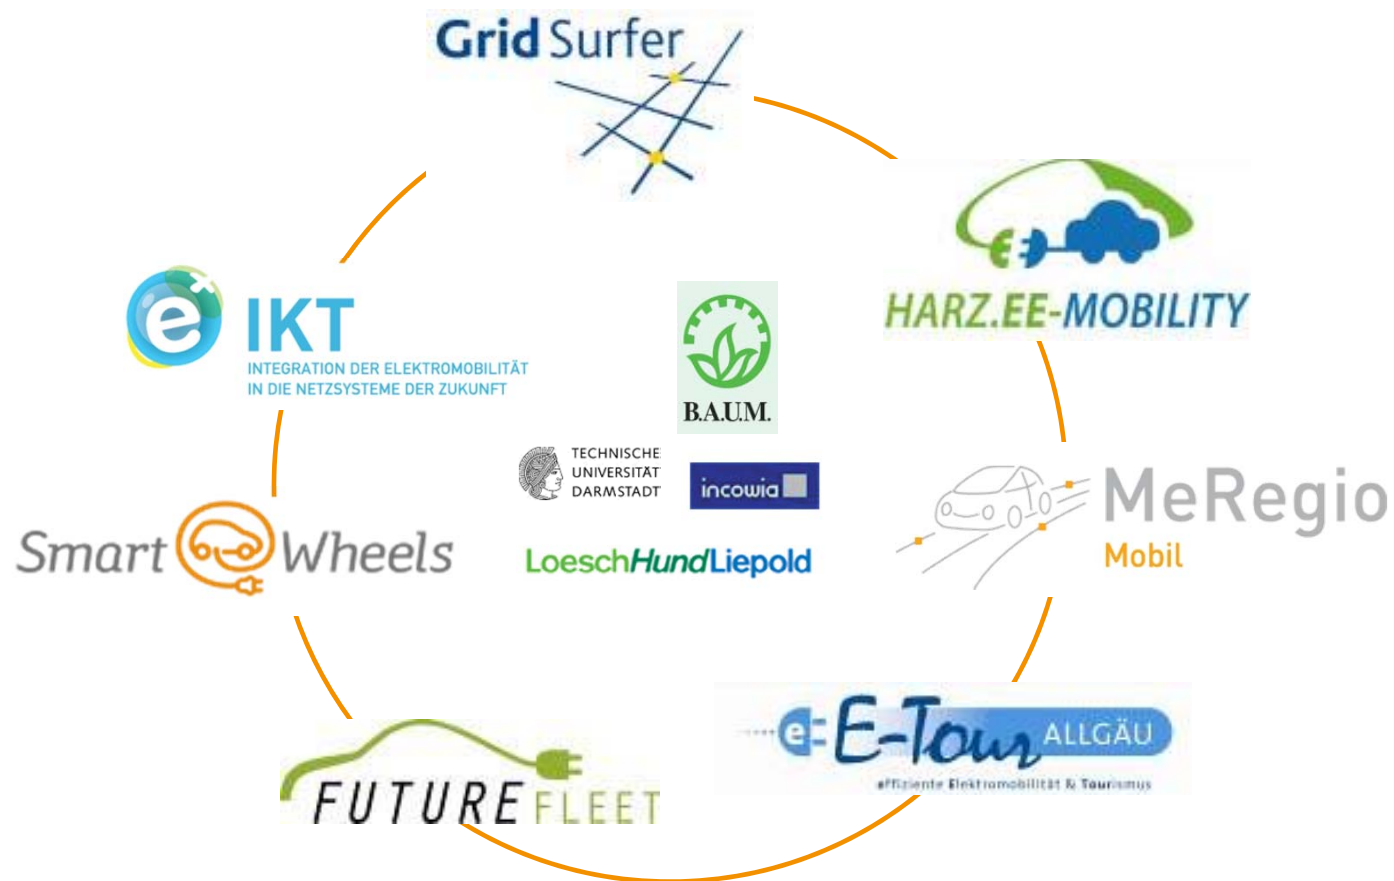 Grid Surfer
HARZ.EE-MOBILITY
e IKT
INTEGRATION DER ELEKTROMOBILITÄT
IN DIE NETZSYSTEME DER ZUKUNFT
B.A.U.M.
TECHNISCHE
UNIVERSITÄT
DARMSTADT
incowia
MeRegio
Mobil
Smart Wheels
LoeschHundLiepold
e E-Tour ALLGÄU
effiziente Elektromobilität & Tourismus
FUTURE FLEET